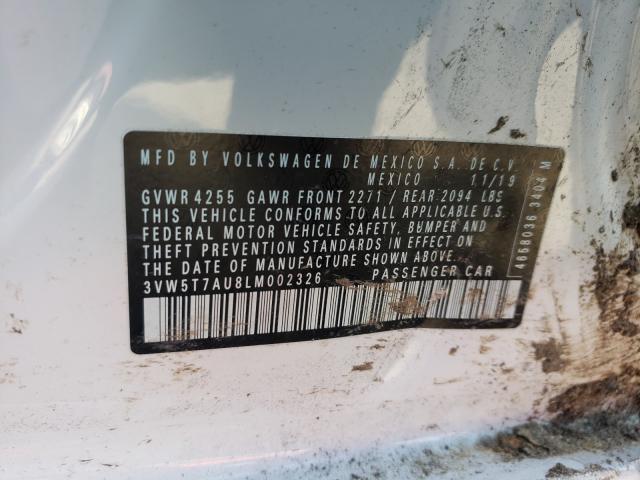 MFD BY VOLKSWAGEN DE MEXICO S.A. DE C.V.
MEXICO 11/19
GVWR 4255 GAWR FRONT 2271 / REAR 2094 LBS
THIS VEHICLE CONFORMS TO ALL APPLICABLE U.S.
FEDERAL MOTOR VEHICLE SAFETY, BUMPER AND
THEFT PREVENTION STANDARDS IN EFFECT ON
THE DATE OF MANUFACTURE SHOWN ABOVE.
3VW5T7AU8LM002326 PASSENGER CAR
4658036 3404 M